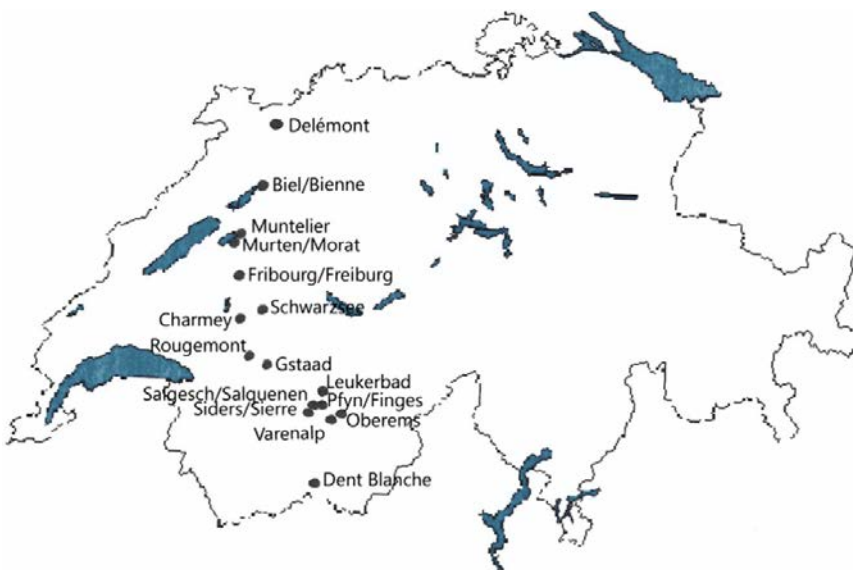 Delémont
Biel/Bienne
Muntelier
Murten/Morat
Fribourg/Freiburg
Schwarzsee
Charmey
Rougemont
Gstaad
Leukerbad
Salgesch/Salquenen
Pfyn/Finges
Siders/Sierre
Oberems
Varenalp
Dent Blanche